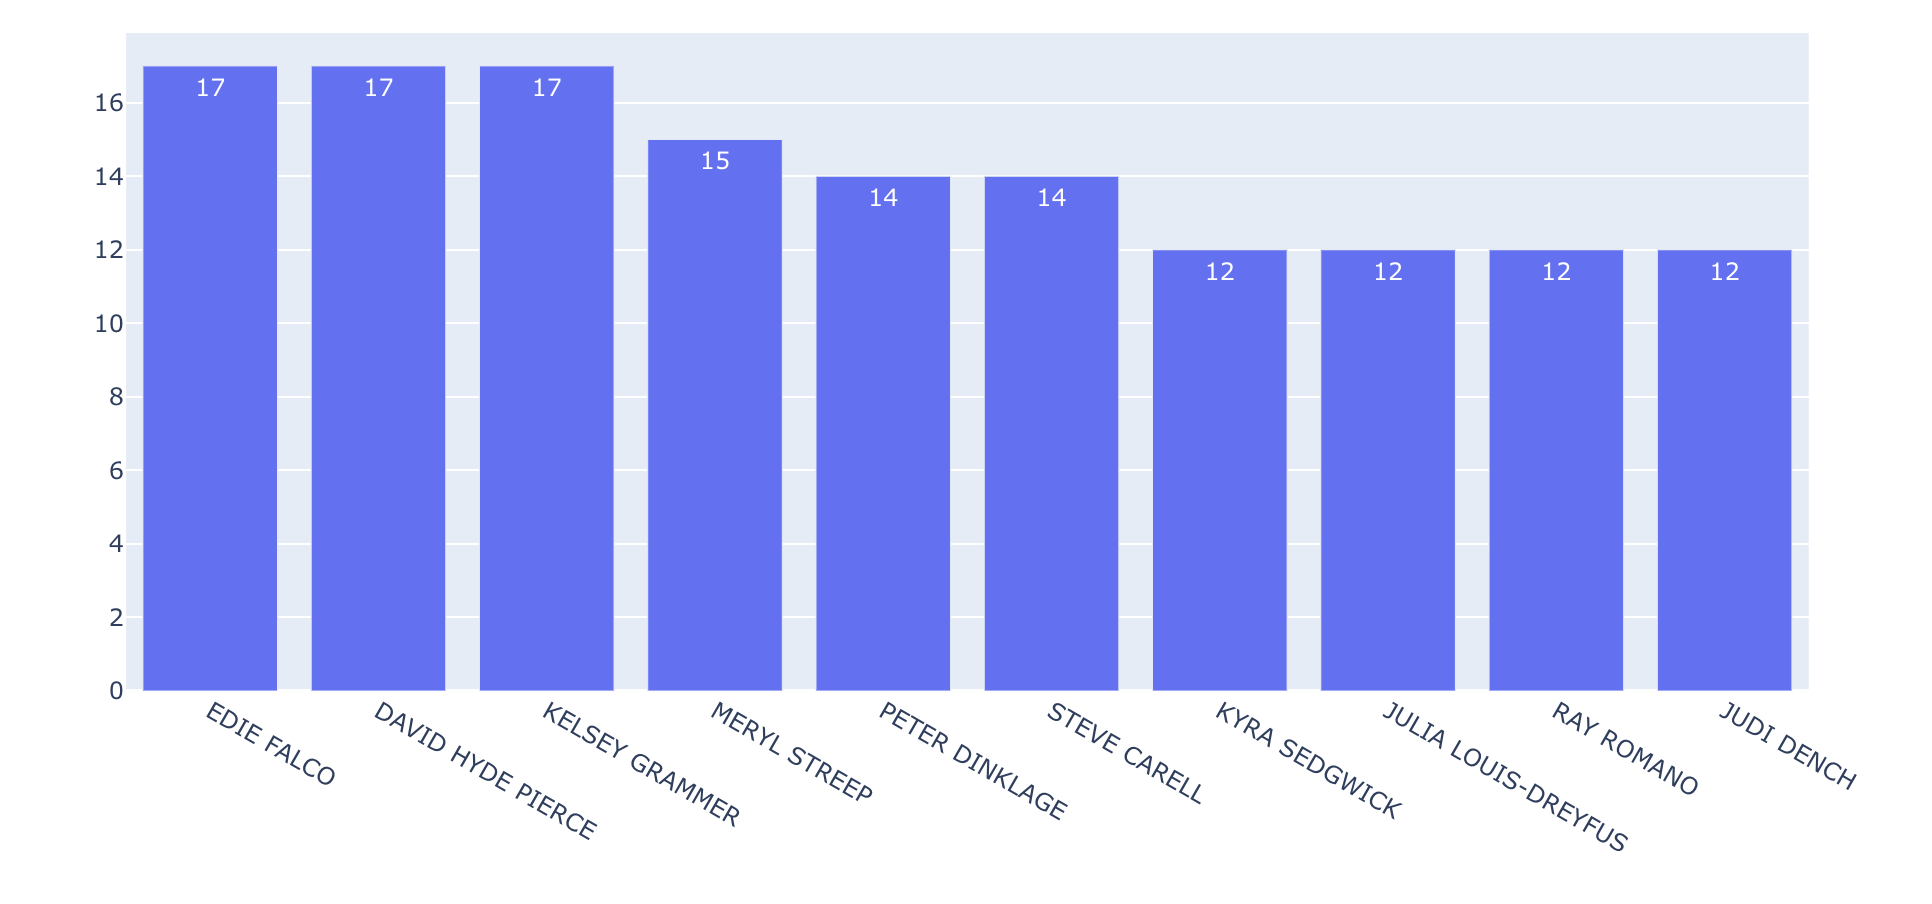 17
17
17
15
14
14
12
12
12
12
16
14
12
10
8
6
4
2
0
EDIE FALCO
DAVID HYDE PIERCE
KELSEY GRAMMER
MERYL STREEP
PETER DINKLAGE
STEVE CARELL
KYRA SEDGWICK
JULIA LOUIS-DREYFUS
RAY ROMANO
JUDI DENCH